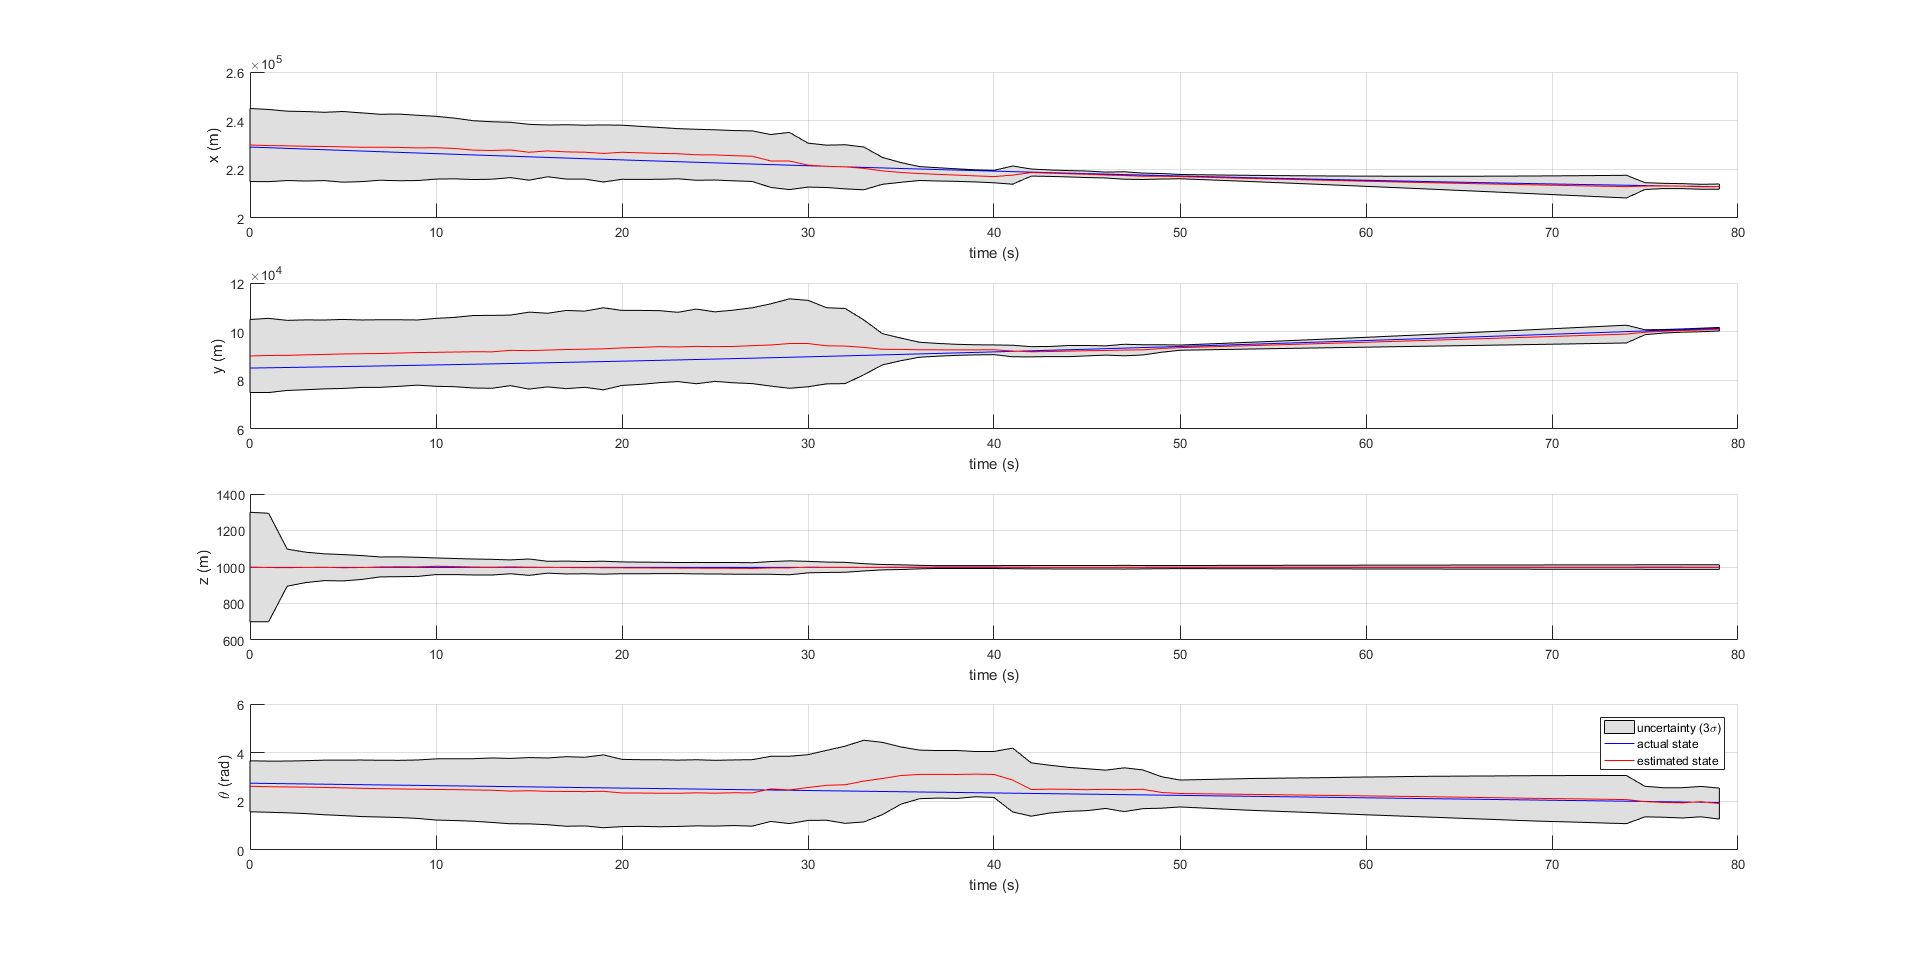 ×10^5
2.6
2.4
2.2
2
x (m)
0 10 20 30 40 50 60 70 80
time (s)
×10^4
12
10
8
6
y (m)
0 10 20 30 40 50 60 70 80
time (s)
1400
1200
1000
800
600
z (m)
0 10 20 30 40 50 60 70 80
time (s)
6
4
2
0
θ (rad)
uncertainty (3σ)
actual state
estimated state
0 10 20 30 40 50 60 70 80
time (s)